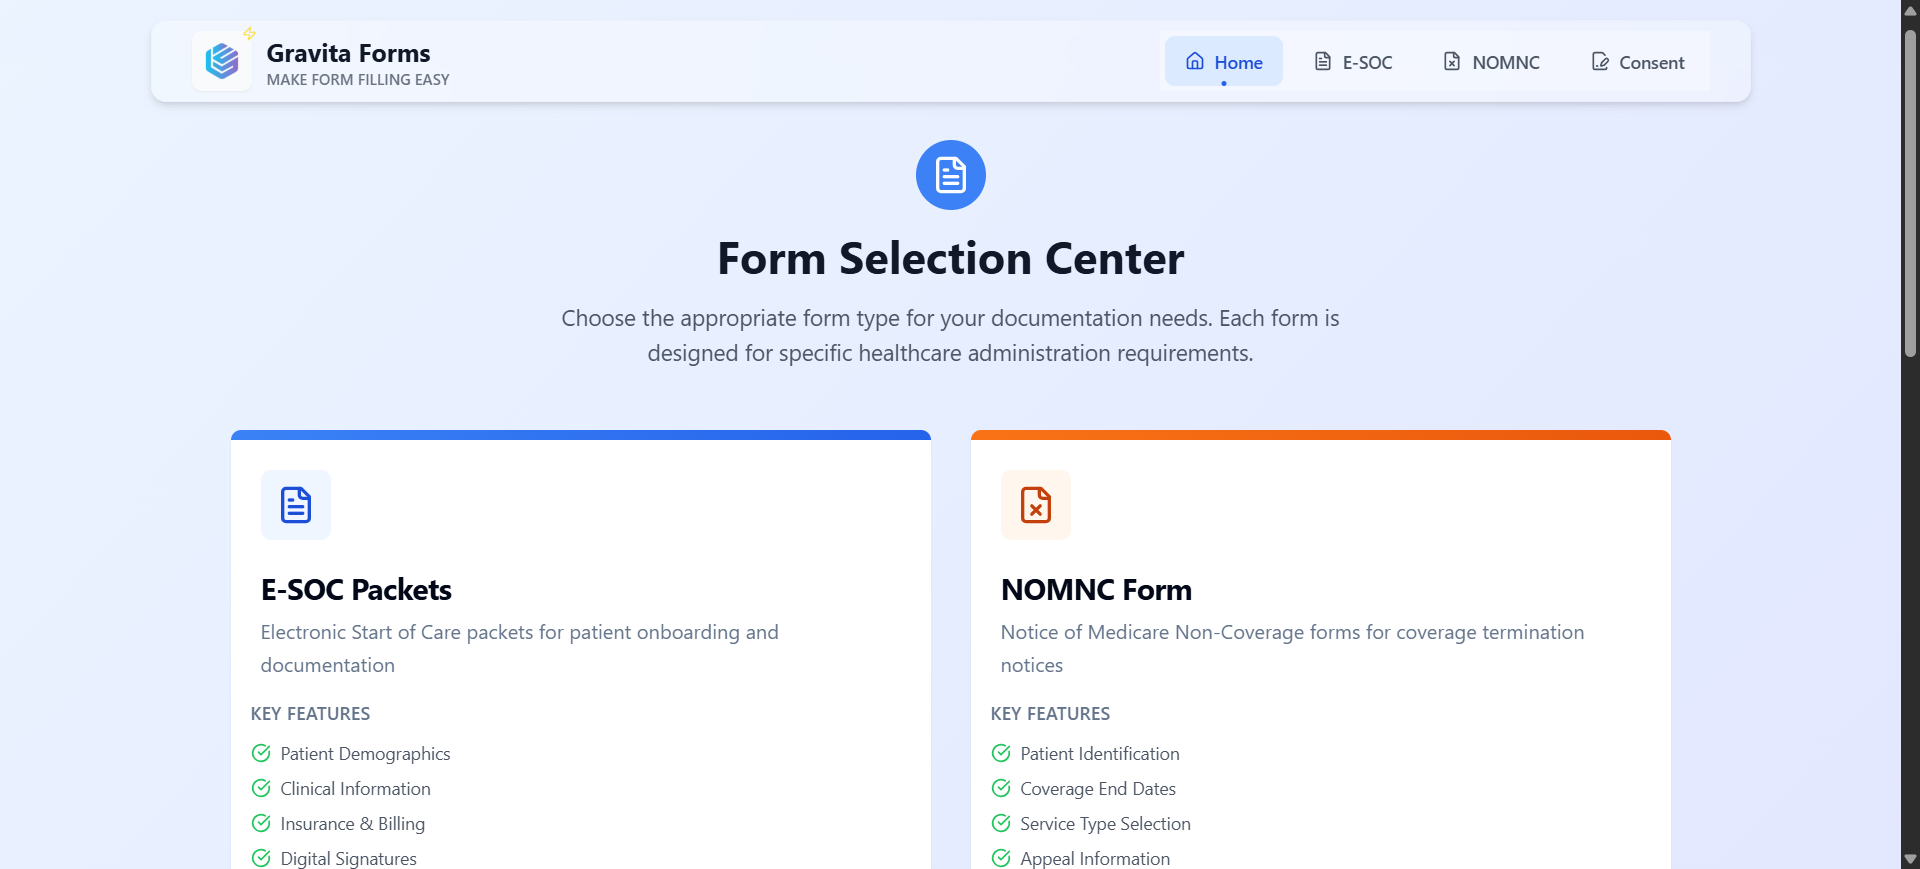 Gravita Forms
MAKE FORM FILLING EASY
Home
E-SOC
NOMNC
Consent
Form Selection Center
Choose the appropriate form type for your documentation needs. Each form is
designed for specific healthcare administration requirements.
E-SOC Packets
Electronic Start of Care packets for patient onboarding and
documentation
KEY FEATURES
Patient Demographics
Clinical Information
Insurance & Billing
Digital Signatures
NOMNC Form
Notice of Medicare Non-Coverage forms for coverage termination
notices
KEY FEATURES
Patient Identification
Coverage End Dates
Service Type Selection
Appeal Information